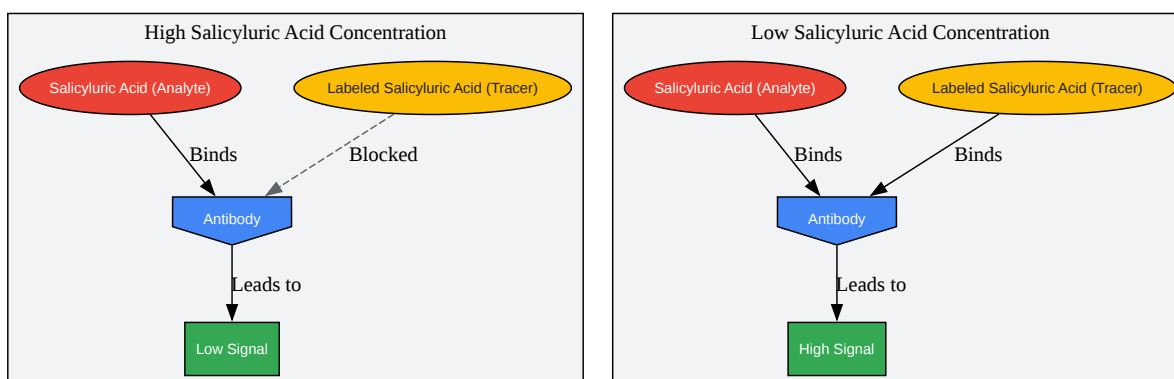 High Salicyluric Acid Concentration
Salicyluric Acid (Analyte)
Labeled Salicyluric Acid (Tracer)
Binds
Blocked
Antibody
Leads to
Low Signal
Low Salicyluric Acid Concentration
Salicyluric Acid (Analyte)
Labeled Salicyluric Acid (Tracer)
Binds
Binds
Antibody
Leads to
High Signal